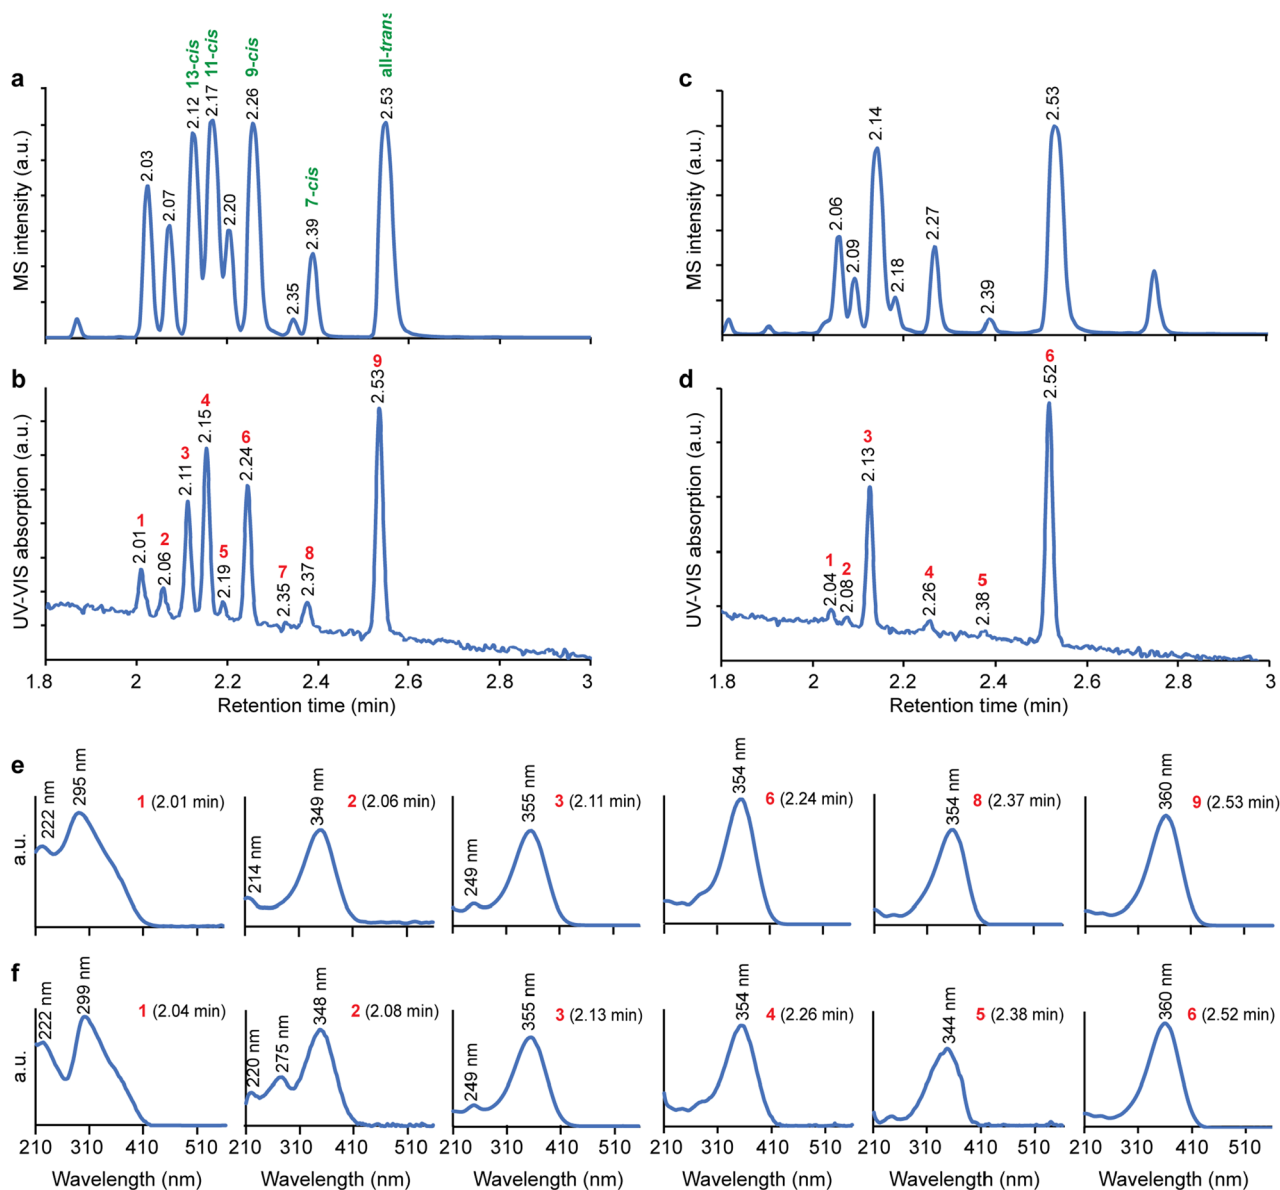 a
MS intensity (a.u.)
2.03
2.07
2.12 13-cis
2.17 11-cis
2.20
2.26 9-cis
2.35
2.39 7-cis
2.53 all-trans
c
MS intensity (a.u.)
2.06
2.09
2.14
2.18
2.27
2.39
2.53
b
UV-VIS absorption (a.u.)
1 2.01
2 2.06
3 2.11
4 2.15
5 2.19
6 2.24
7 2.35
8 2.37
9 2.53
1.8 2 2.2 2.4 2.6 2.8 3
Retention time (min)
d
UV-VIS absorption (a.u.)
1 2.04
2 2.08
3 2.13
4 2.26
5 2.38
6 2.52
1.8 2 2.2 2.4 2.6 2.8 3
Retention time (min)
e
a.u.
222 nm
295 nm
1 (2.01 min)
214 nm
349 nm
2 (2.06 min)
249 nm
355 nm
3 (2.11 min)
354 nm
6 (2.24 min)
354 nm
8 (2.37 min)
360 nm
9 (2.53 min)
f
a.u.
222 nm
299 nm
1 (2.04 min)
220 nm
275 nm
348 nm
2 (2.08 min)
249 nm
355 nm
3 (2.13 min)
354 nm
4 (2.26 min)
344 nm
5 (2.38 min)
360 nm
6 (2.52 min)
210 310 410 510
210 310 410 510
210 310 410 510
210 310 410 510
210 310 410 510
210 310 410 510
Wavelength (nm)
Wavelength (nm)
Wavelength (nm)
Wavelength (nm)
Wavelength (nm)
Wavelength (nm)